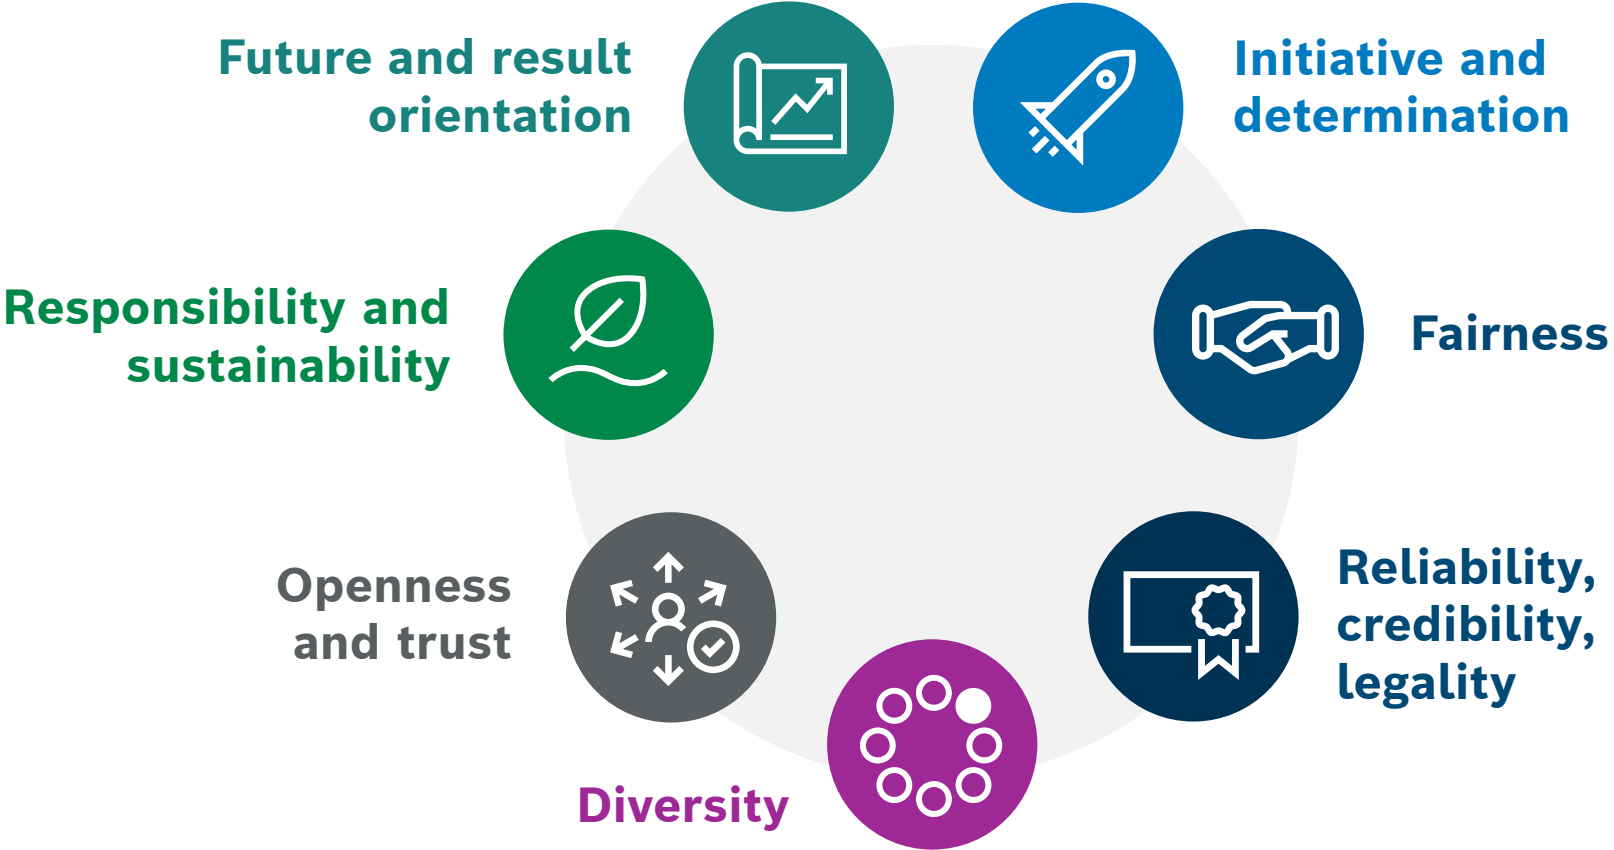 Future and result
orientation
Initiative and
determination
Responsibility and
sustainability
Fairness
Openness
and trust
Reliability,
credibility,
legality
Diversity